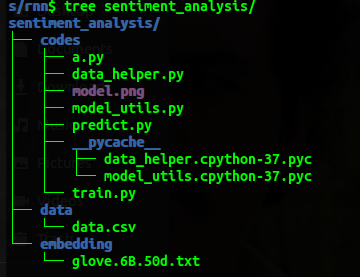 s/rnn$ tree sentiment_analysis/
sentiment_analysis/
├── codes
│   ├── a.py
│   ├── data_helper.py
│   ├── model.png
│   ├── model_utils.py
│   ├── predict.py
│   ├── __pycache__
│   │   ├── data_helper.cpython-37.pyc
│   │   └── model_utils.cpython-37.pyc
│   └── train.py
├── data
│   └── data.csv
└── embedding
    └── glove.6B.50d.txt